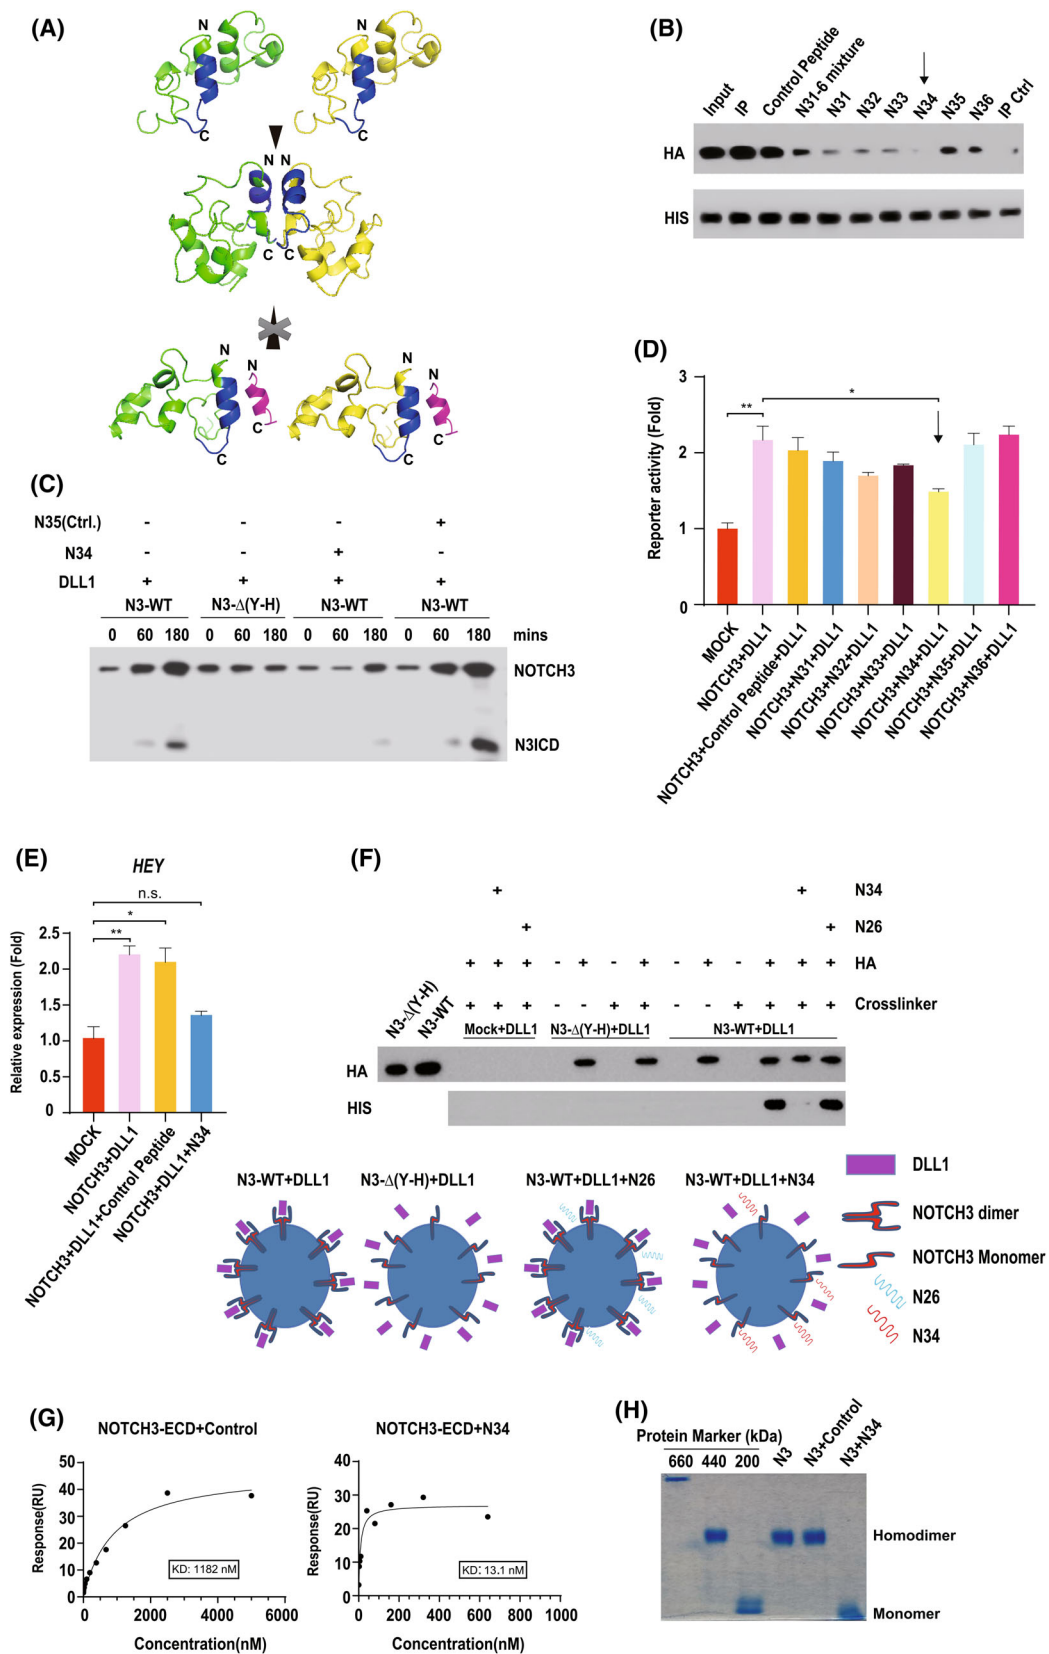 (A)
N
N
C
C
N N
C C
N
N
C
N
N
C
C
C
(B)
Input
IP
Control Peptide
N31-6 mixture
N31
N32
N33
N34
N35
N36
IP Ctrl
HA
HIS
(C)
N35(Ctrl.) - - - +
N34 - - + -
DLL1 + + + +
N3-WT N3-Δ(Y-H) N3-WT N3-WT
0 60 180 0 60 180 0 60 180 0 60 180 mins
NOTCH3
N3ICD
(D)
Reporter activity (Fold)
3
2
1
0
**
*
MOCK
NOTCH3+DLL1
NOTCH3+Control Peptide+DLL1
NOTCH3+N31+DLL1
NOTCH3+N32+DLL1
NOTCH3+N33+DLL1
NOTCH3+N34+DLL1
NOTCH3+N35+DLL1
NOTCH3+N36+DLL1
(E)
HEY
n.s.
*
**
Relative expression (Fold)
2.5
2.0
1.5
1.0
0
MOCK
NOTCH3+DLL1
NOTCH3+DLL1+Control Peptide
NOTCH3+DLL1+N34
(F)
+ + N34
+ + N26
+ + + - + - + - + - + + + HA
+ + + - - + + - - + + + + Crosslinker
N3-Δ(Y-H)
N3-WT
Mock+DLL1 N3-Δ(Y-H)+DLL1 N3-WT+DLL1
HA
HIS
N3-WT+DLL1 N3-Δ(Y-H)+DLL1 N3-WT+DLL1+N26 N3-WT+DLL1+N34
DLL1
NOTCH3 dimer
NOTCH3 Monomer
N26
N34
(G)
NOTCH3-ECD+Control
Response(RU)
50
40
30
20
10
0
KD: 1182 nM
0 2000 4000 6000
Concentration(nM)
NOTCH3-ECD+N34
Response(RU)
40
30
20
10
0
KD: 13.1 nM
0 200 400 600 800 1000
Concentration(nM)
(H)
Protein Marker (kDa)
660 440 200
N3
N3+Control
N3+N34
Homodimer
Monomer